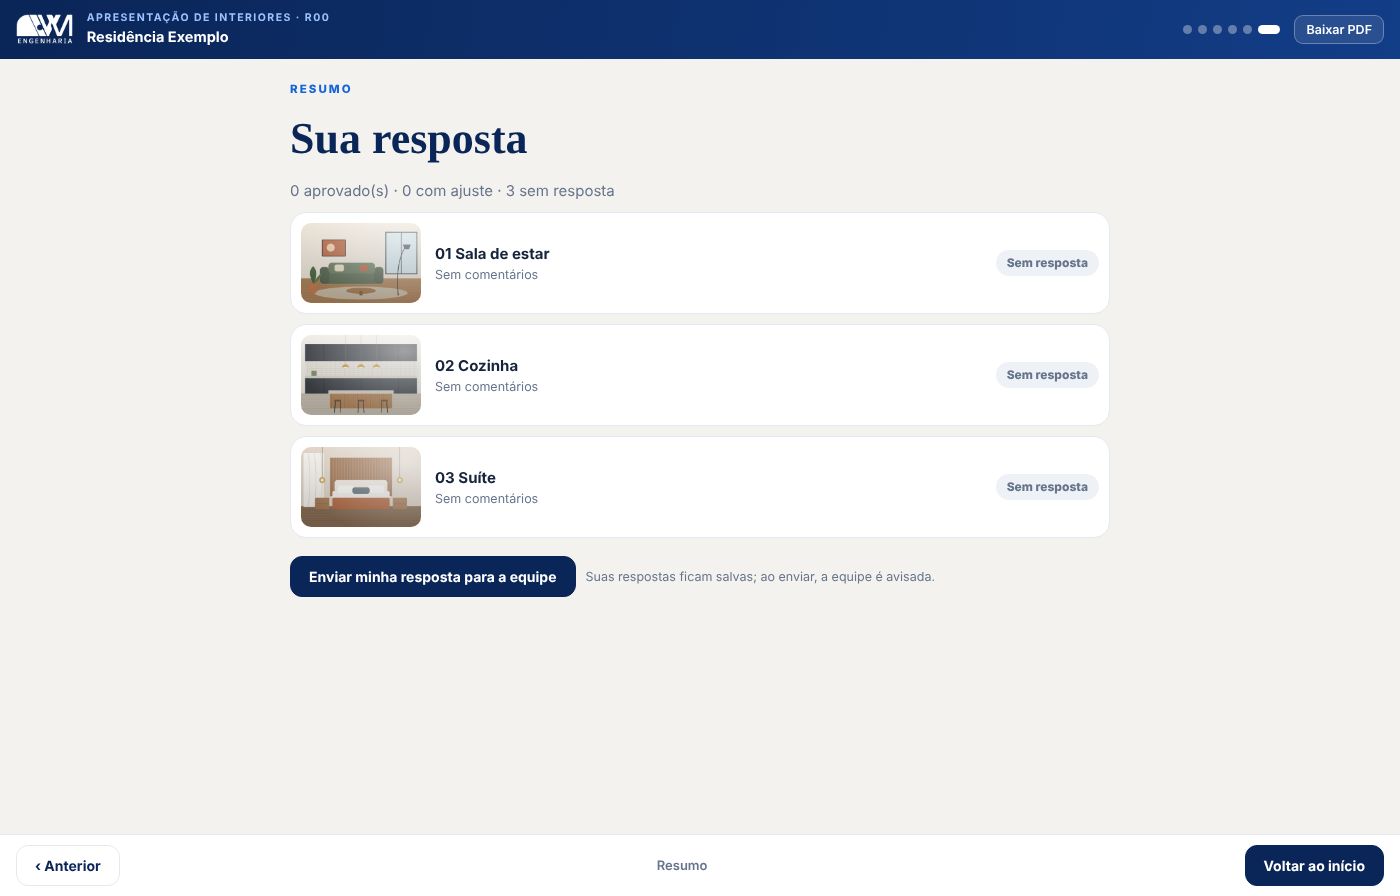 ENGENHARIA
APRESENTAÇÃO DE INTERIORES · R00
Residência Exemplo
Baixar PDF
RESUMO
Sua resposta
0 aprovado(s) · 0 com ajuste · 3 sem resposta
01 Sala de estar
Sem comentários
Sem resposta
02 Cozinha
Sem comentários
Sem resposta
03 Suíte
Sem comentários
Sem resposta
Enviar minha resposta para a equipe
Suas respostas ficam salvas; ao enviar, a equipe é avisada.
‹ Anterior
Resumo
Voltar ao início